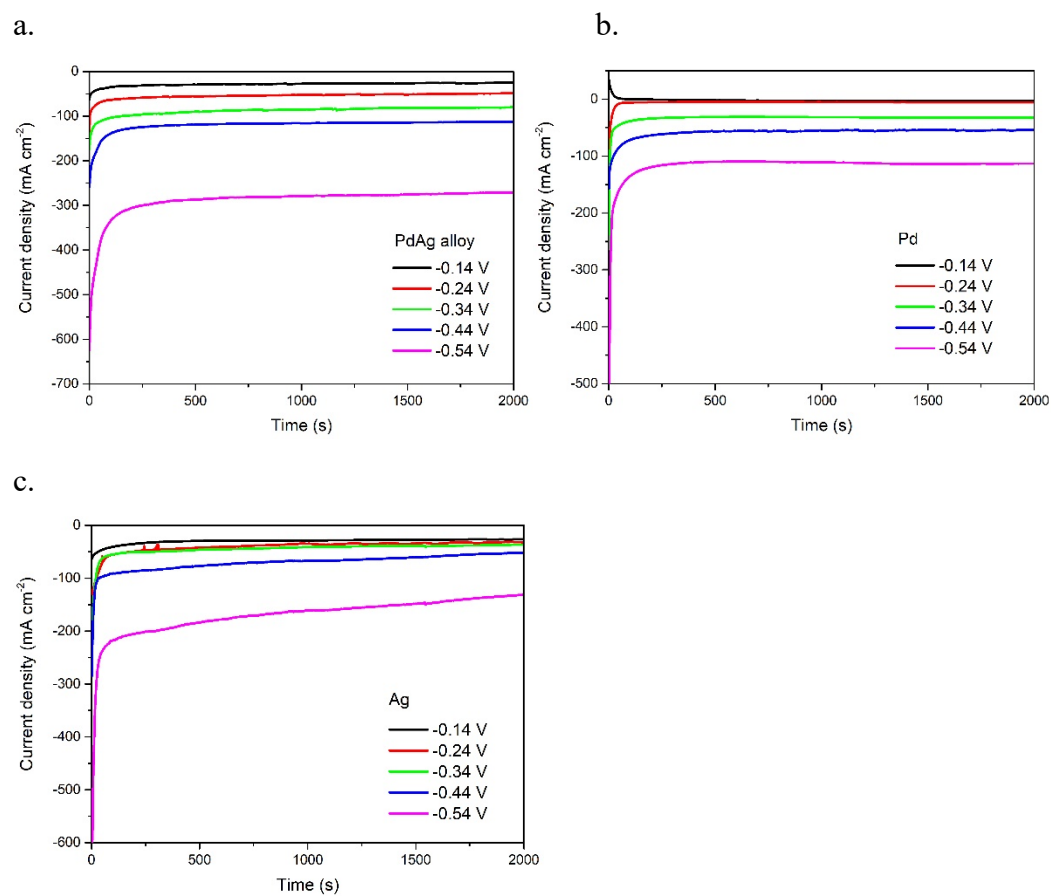 a.
0
-100
-200
-300
-400
-500
-600
-700
Current density (mA cm⁻²)
PdAg alloy
-0.14 V
-0.24 V
-0.34 V
-0.44 V
-0.54 V
0 500 1000 1500 2000
Time (s)
b.
0
-100
-200
-300
-400
-500
Current density (mA cm⁻²)
Pd
-0.14 V
-0.24 V
-0.34 V
-0.44 V
-0.54 V
0 500 1000 1500 2000
Time (s)
c.
0
-100
-200
-300
-400
-500
-600
Current density (mA cm⁻²)
Ag
-0.14 V
-0.24 V
-0.34 V
-0.44 V
-0.54 V
0 500 1000 1500 2000
Time (s)